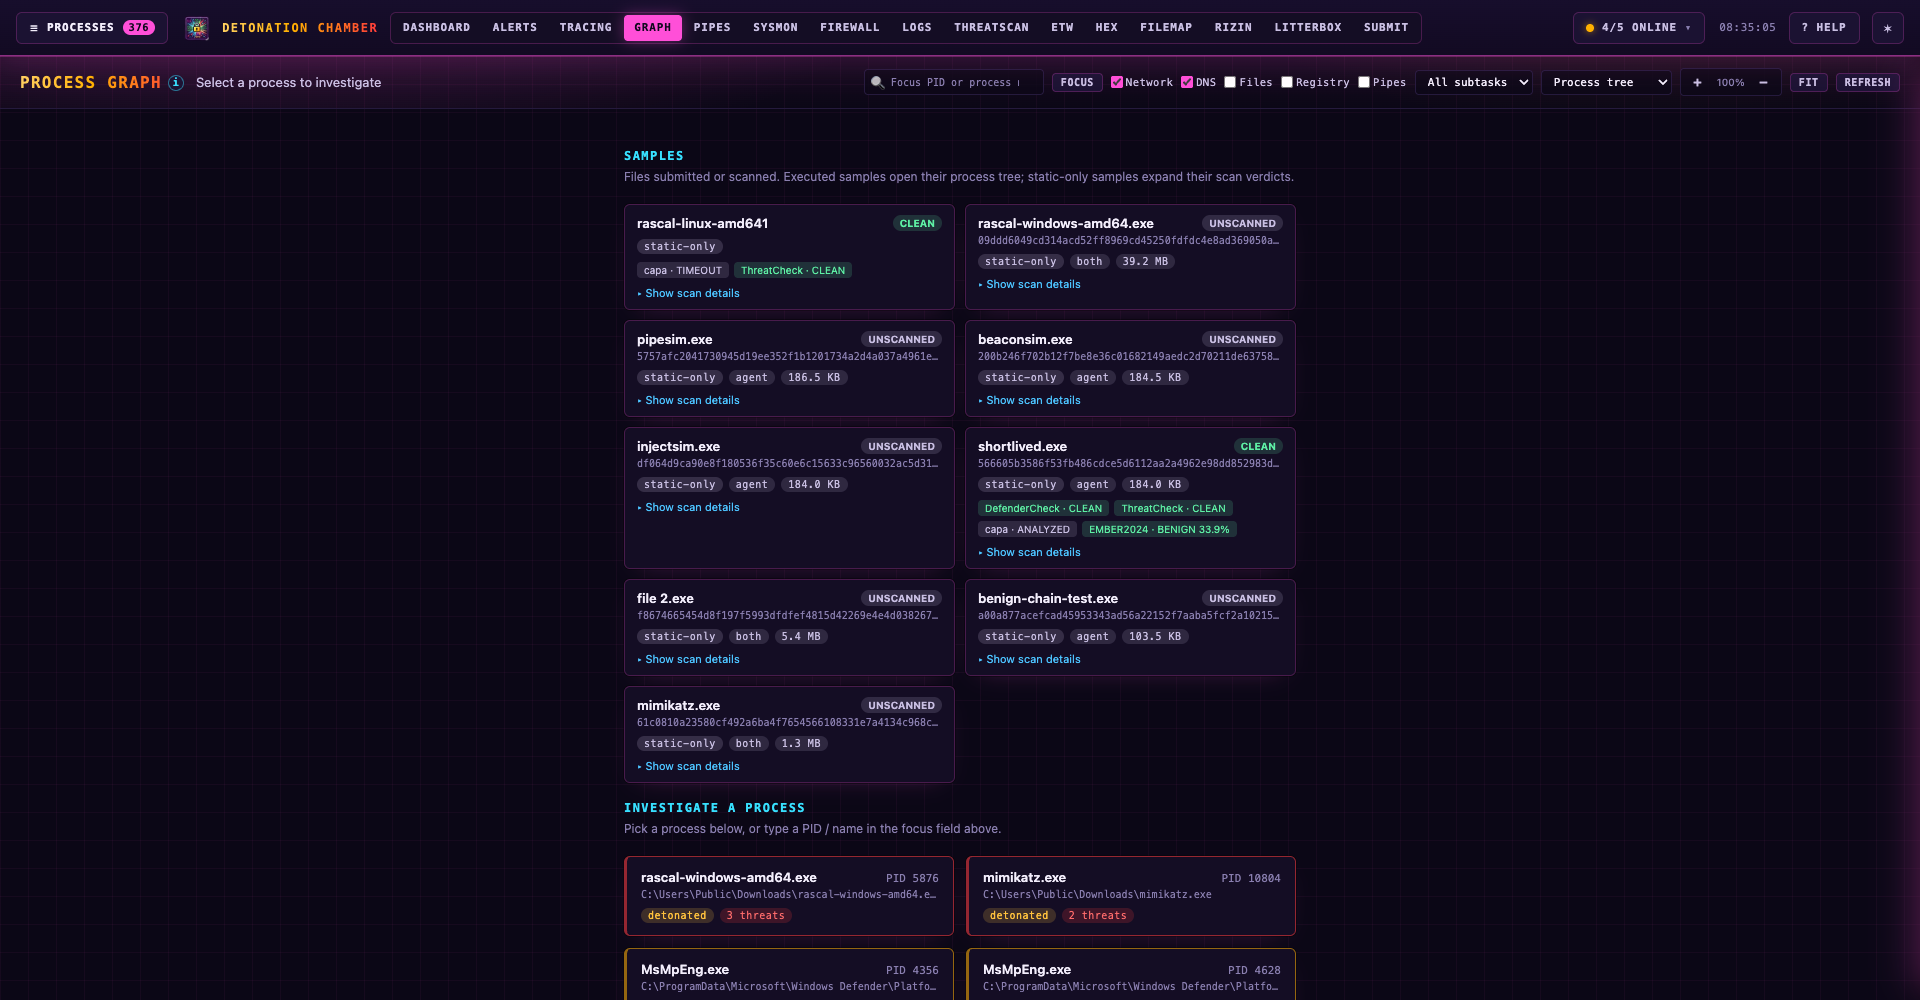 ≡ PROCESSES 376
DETONATION CHAMBER
DASHBOARD ALERTS TRACING GRAPH PIPES SYSMON FIREWALL LOGS THREATSCAN ETW HEX FILEMAP RIZIN LITTERBOX SUBMIT
4/5 ONLINE ▾ 08:35:05 ? HELP ✶
PROCESS GRAPH i Select a process to investigate
Focus PID or process FOCUS Network DNS Files Registry Pipes All subtasks Process tree + 100% − FIT REFRESH
SAMPLES
Files submitted or scanned. Executed samples open their process tree; static-only samples expand their scan verdicts.
rascal-linux-amd641 CLEAN
static-only
capa · TIMEOUT ThreatCheck · CLEAN
▸ Show scan details
rascal-windows-amd64.exe UNSCANNED
09ddd6049cd314acd52ff8969cd45250fdfdc4e8ad369050a…
static-only both 39.2 MB
▸ Show scan details
pipesim.exe UNSCANNED
5757afc2041730945d19ee352f1b1201734a2d4a037a4961e…
static-only agent 186.5 KB
▸ Show scan details
beaconsim.exe UNSCANNED
200b246f702b12f7be8e36c01682149aedc2d70211de63758…
static-only agent 184.5 KB
▸ Show scan details
injectsim.exe UNSCANNED
df064d9ca90e8f180536f35c60e6c15633c96560032ac5d31…
static-only agent 184.0 KB
▸ Show scan details
shortlived.exe CLEAN
566605b3586f53fb486cdce5d6112aa2a4962e98dd852983d…
static-only agent 184.0 KB
DefenderCheck · CLEAN ThreatCheck · CLEAN
capa · ANALYZED EMBER2024 · BENIGN 33.9%
▸ Show scan details
file 2.exe UNSCANNED
f8674665454d8f197f5993dfdfef4815d42269e4e4d038267…
static-only both 5.4 MB
▸ Show scan details
benign-chain-test.exe UNSCANNED
a00a877acefcad45953343ad56a22152f7aaba5fcf2a10215…
static-only agent 103.5 KB
▸ Show scan details
mimikatz.exe UNSCANNED
61c0810a23580cf492a6ba4f7654566108331e7a4134c968c…
static-only both 1.3 MB
▸ Show scan details
INVESTIGATE A PROCESS
Pick a process below, or type a PID / name in the focus field above.
rascal-windows-amd64.exe PID 5876
C:\Users\Public\Downloads\rascal-windows-amd64.e…
detonated 3 threats
mimikatz.exe PID 10804
C:\Users\Public\Downloads\mimikatz.exe
detonated 2 threats
MsMpEng.exe PID 4356
C:\ProgramData\Microsoft\Windows Defender\Platfo…
MsMpEng.exe PID 4628
C:\ProgramData\Microsoft\Windows Defender\Platfo…